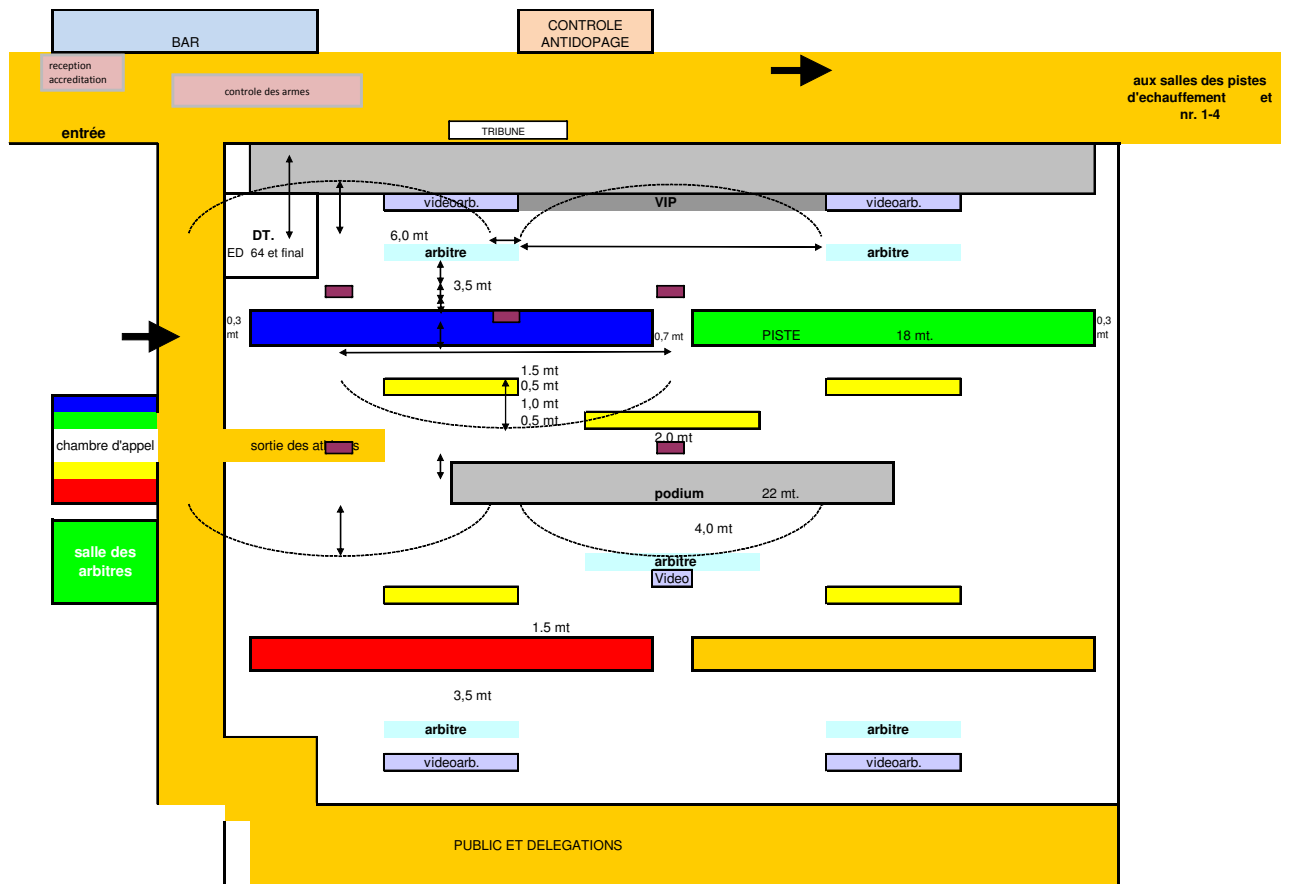 BAR
CONTROLE
ANTIDOPAGE
reception
accreditation
controle des armes
aux salles des pistes
d'echauffement et
nr. 1-4
entrée
TRIBUNE
videoarb.
VIP
videoarb.
DT.
ED 64 et final
6,0 mt
arbitre
arbitre
3,5 mt
0,3
mt
0,7 mt
PISTE 18 mt.
0,3
mt
1.5 mt
0,5 mt
1,0 mt
0,5 mt
2,0 mt
chambre d'appel
sortie des athletes
podium 22 mt.
4,0 mt
salle des
arbitres
arbitre
Video
1.5 mt
3,5 mt
arbitre
arbitre
videoarb.
videoarb.
PUBLIC ET DELEGATIONS